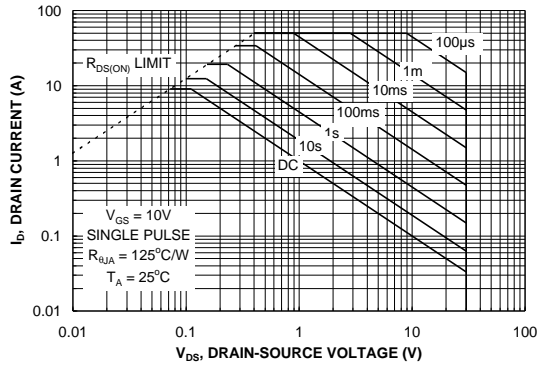 100
100µs
R_DS(ON) LIMIT
1m
10
10ms
100ms
1s
1
10s
DC
I_D, DRAIN CURRENT (A)
V_GS = 10V
0.1
SINGLE PULSE
R_θJA = 125°C/W
T_A = 25°C
0.01
0.01
0.1
1
10
100
V_DS, DRAIN-SOURCE VOLTAGE (V)